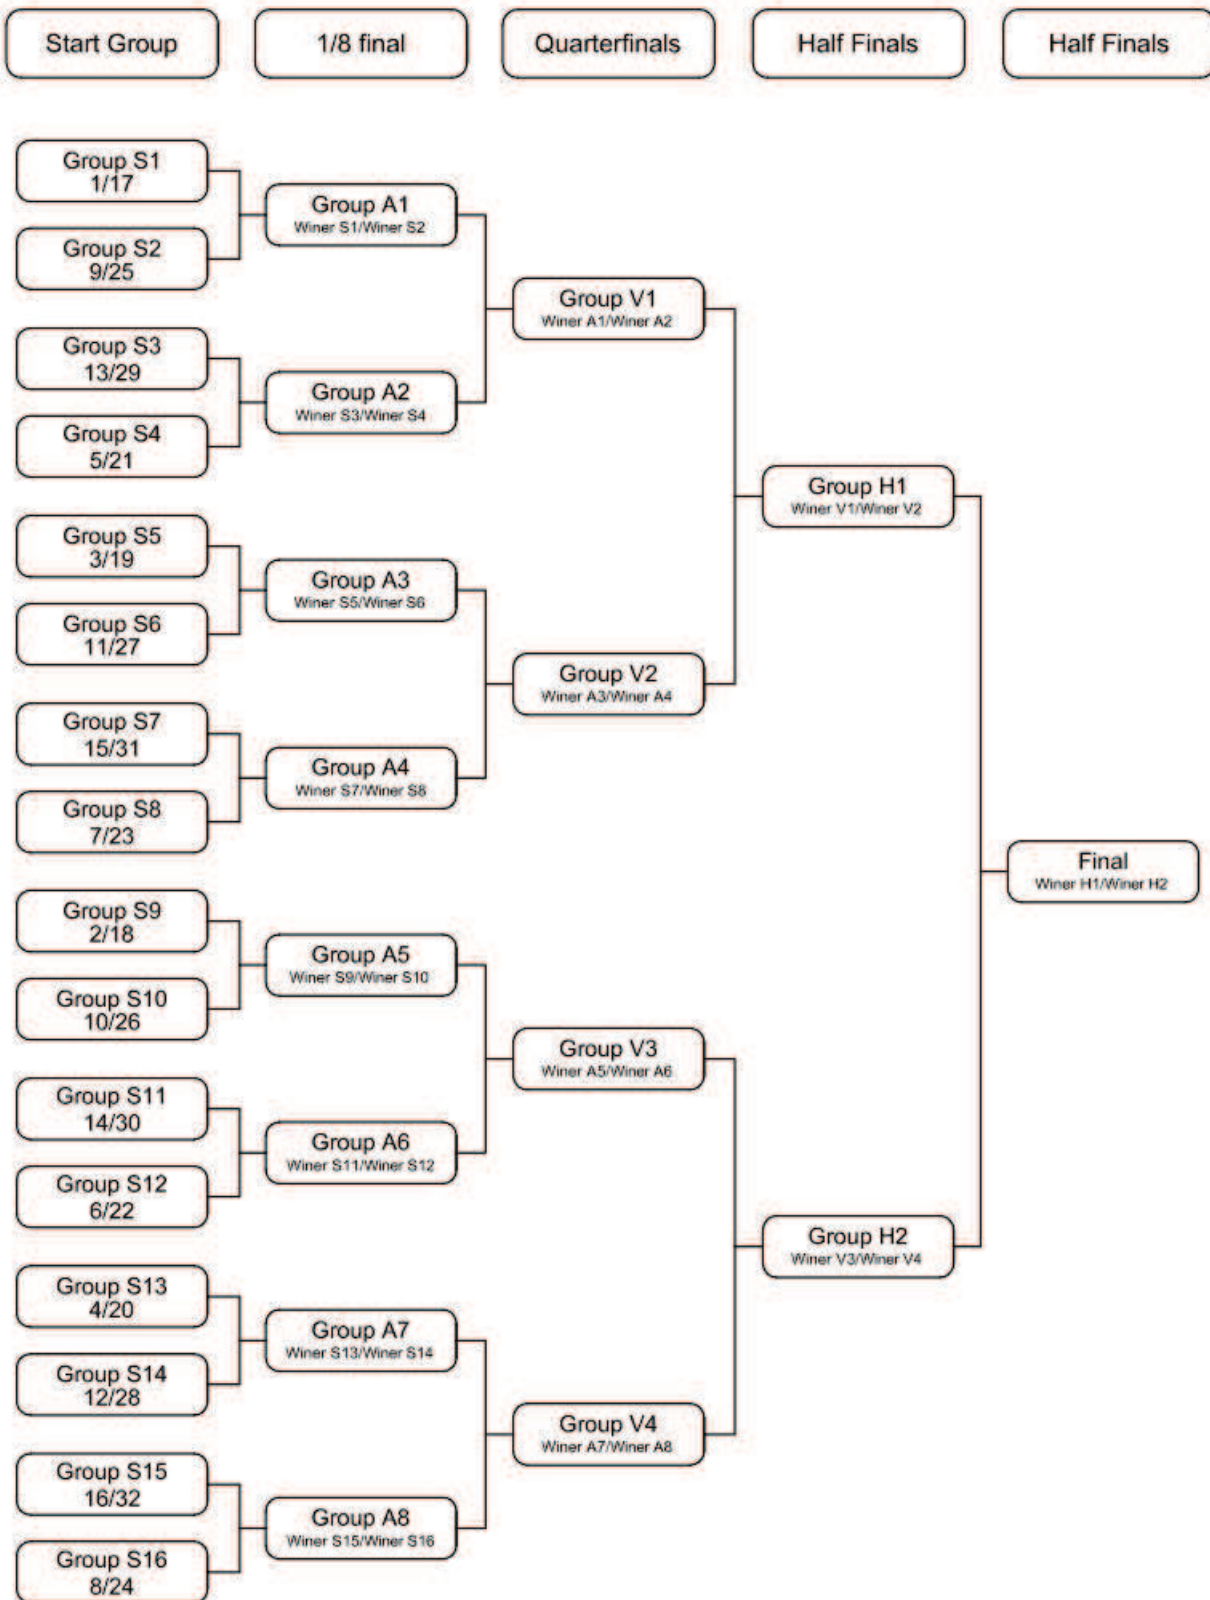 Start Group
1/8 final
Quarterfinals
Half Finals
Half Finals
Group S1
1/17
Group S2
9/25
Group S3
13/29
Group S4
5/21
Group S5
3/19
Group S6
11/27
Group S7
15/31
Group S8
7/23
Group S9
2/18
Group S10
10/26
Group S11
14/30
Group S12
6/22
Group S13
4/20
Group S14
12/28
Group S15
16/32
Group S16
8/24
Group A1
Winer S1/Winer S2
Group A2
Winer S3/Winer S4
Group A3
Winer S5/Winer S6
Group A4
Winer S7/Winer S8
Group A5
Winer S9/Winer S10
Group A6
Winer S11/Winer S12
Group A7
Winer S13/Winer S14
Group A8
Winer S15/Winer S16
Group V1
Winer A1/Winer A2
Group V2
Winer A3/Winer A4
Group V3
Winer A5/Winer A6
Group V4
Winer A7/Winer A8
Group H1
Winer V1/Winer V2
Group H2
Winer V3/Winer V4
Final
Winer H1/Winer H2